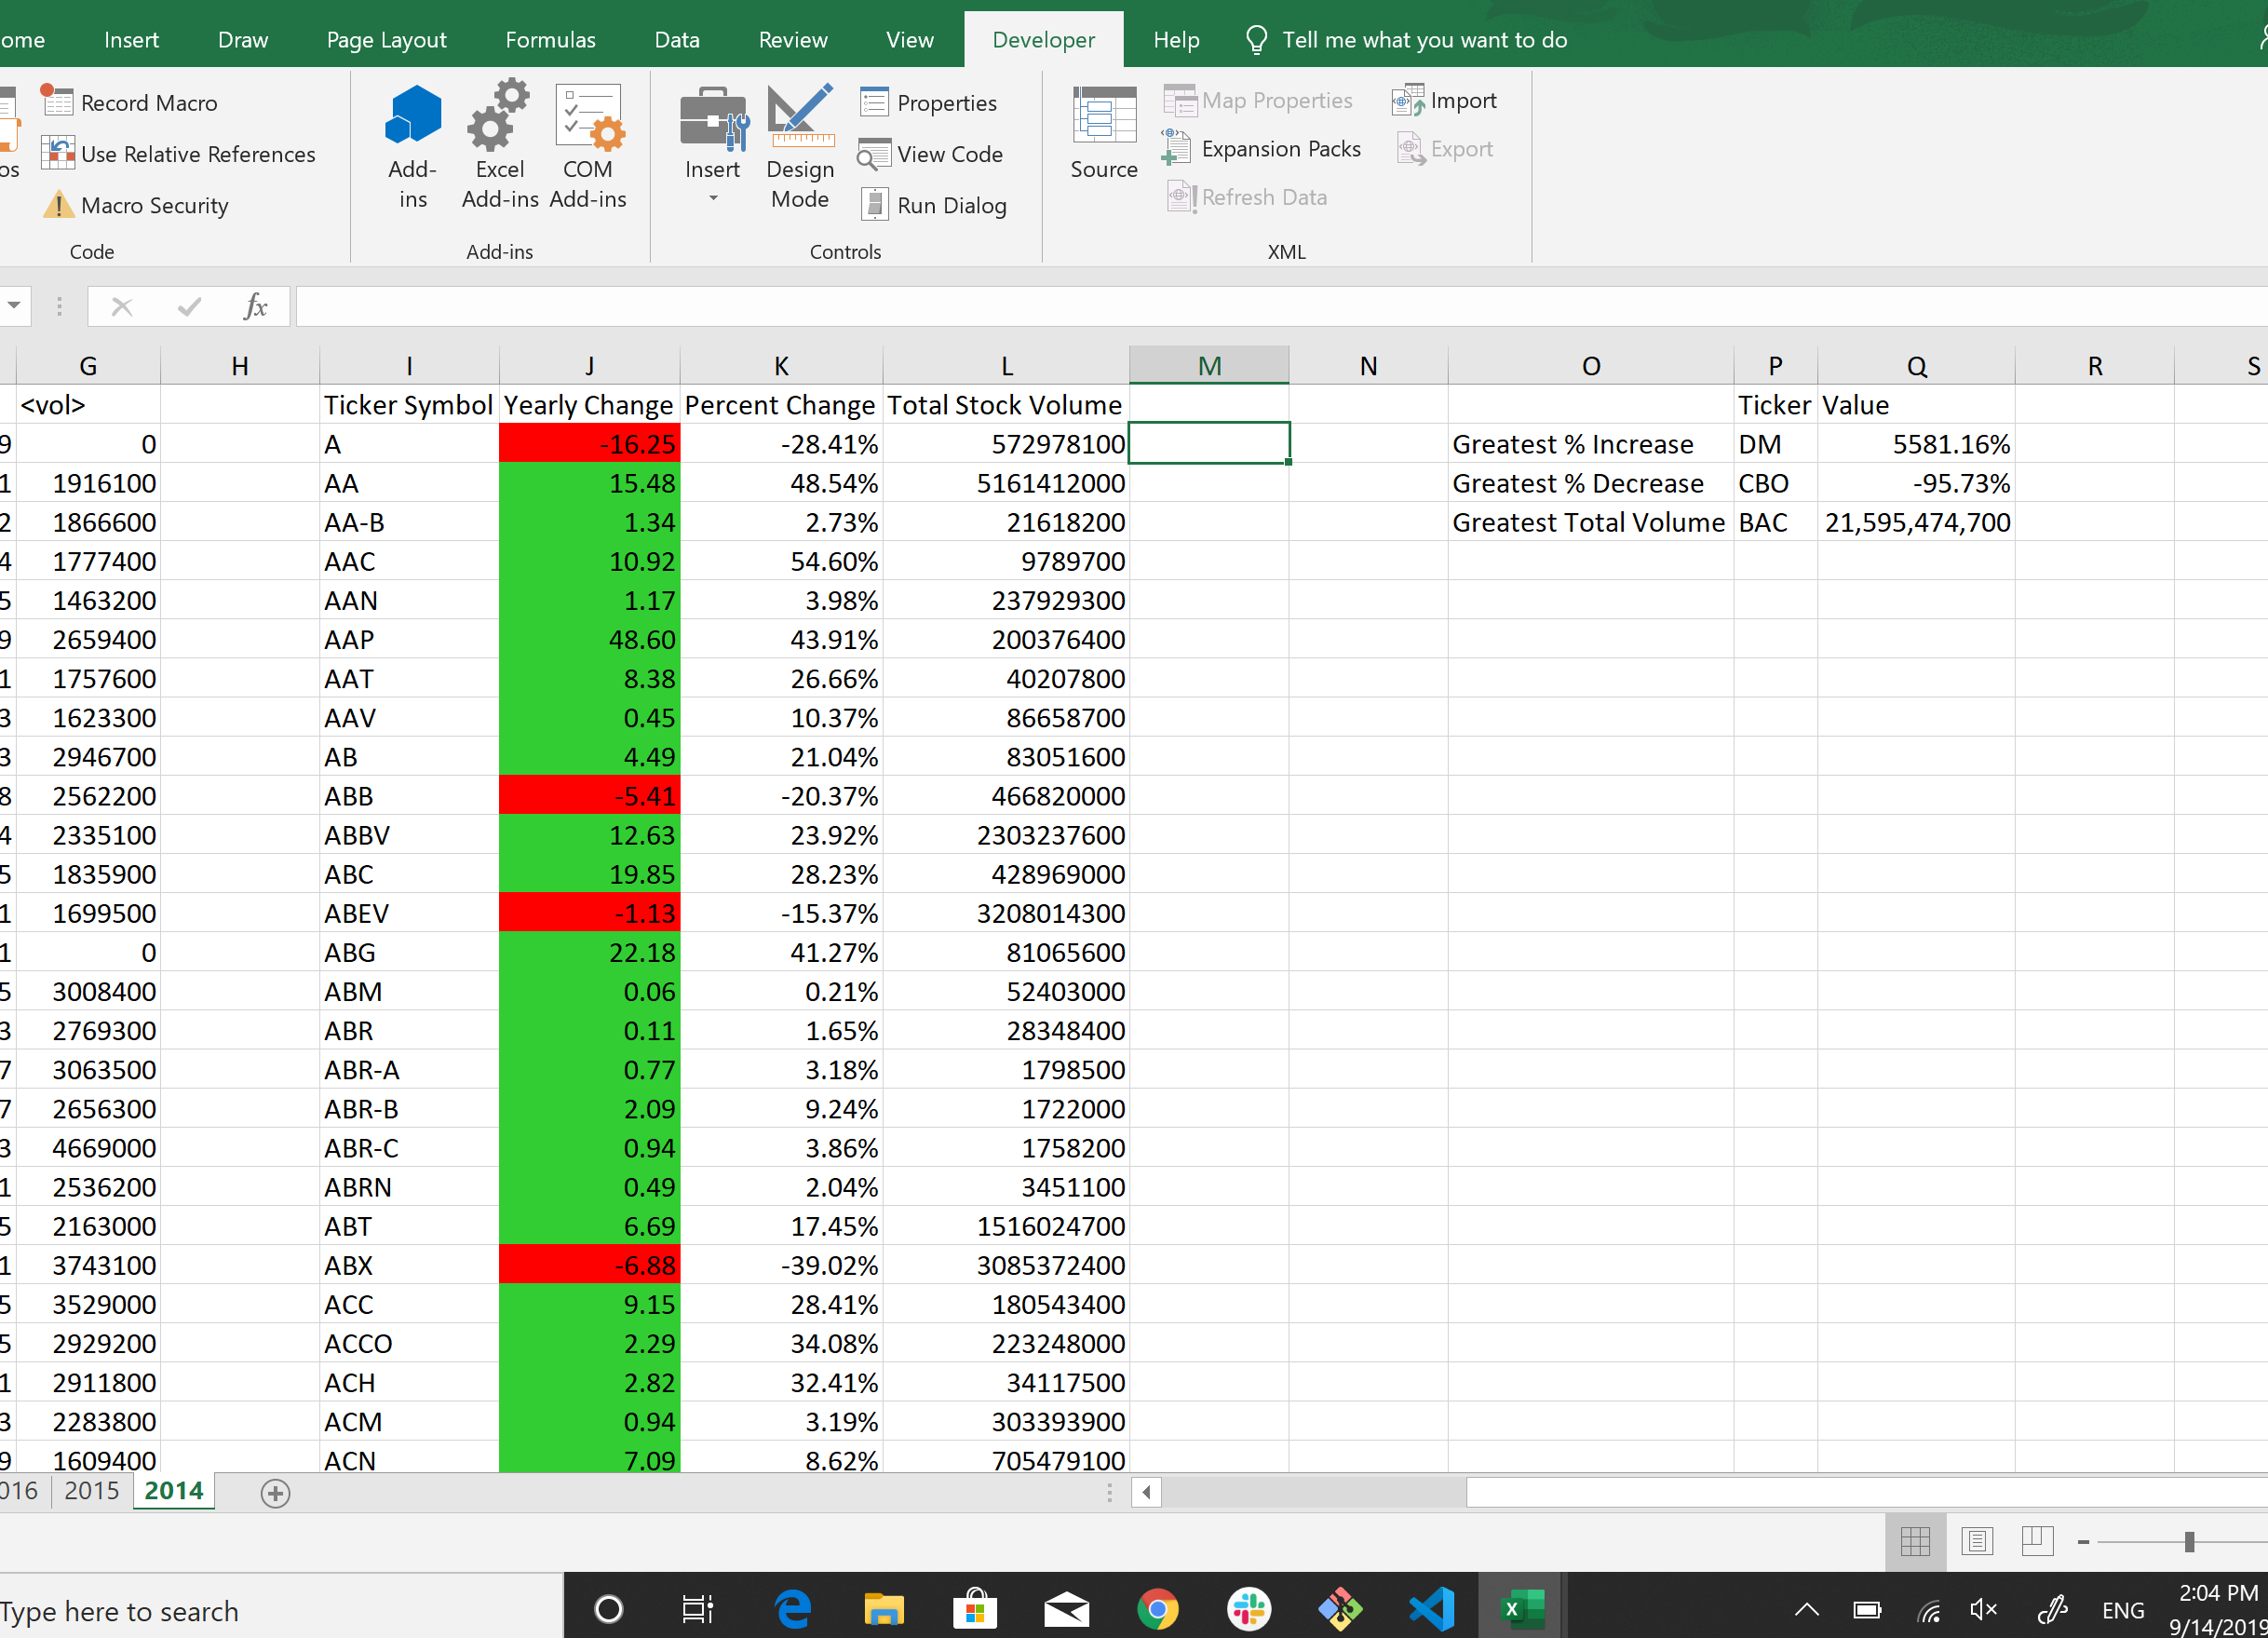 ome Insert Draw Page Layout Formulas Data Review View Developer Help Tell me what you want to do
Record Macro
Use Relative References
os
Macro Security
Code
Add-
ins
Excel
Add-ins
COM
Add-ins
Add-ins
Insert
Design
Mode
Properties
View Code
Run Dialog
Controls
Source
Map Properties
Expansion Packs
Refresh Data
Import
Export
XML
fx
G H I J K L M N O P Q R S
<vol> Ticker Symbol Yearly Change Percent Change Total Stock Volume Ticker Value
9 0 A -16.25 -28.41% 572978100 Greatest % Increase DM 5581.16%
1 1916100 AA 15.48 48.54% 5161412000 Greatest % Decrease CBO -95.73%
2 1866600 AA-B 1.34 2.73% 21618200 Greatest Total Volume BAC 21,595,474,700
4 1777400 AAC 10.92 54.60% 9789700
5 1463200 AAN 1.17 3.98% 237929300
9 2659400 AAP 48.60 43.91% 200376400
1 1757600 AAT 8.38 26.66% 40207800
3 1623300 AAV 0.45 10.37% 86658700
3 2946700 AB 4.49 21.04% 83051600
8 2562200 ABB -5.41 -20.37% 466820000
4 2335100 ABBV 12.63 23.92% 2303237600
5 1835900 ABC 19.85 28.23% 428969000
1 1699500 ABEV -1.13 -15.37% 3208014300
1 0 ABG 22.18 41.27% 81065600
5 3008400 ABM 0.06 0.21% 52403000
3 2769300 ABR 0.11 1.65% 28348400
7 3063500 ABR-A 0.77 3.18% 1798500
7 2656300 ABR-B 2.09 9.24% 1722000
3 4669000 ABR-C 0.94 3.86% 1758200
1 2536200 ABRN 0.49 2.04% 3451100
5 2163000 ABT 6.69 17.45% 1516024700
1 3743100 ABX -6.88 -39.02% 3085372400
5 3529000 ACC 9.15 28.41% 180543400
5 2929200 ACCO 2.29 34.08% 223248000
1 2911800 ACH 2.82 32.41% 34117500
3 2283800 ACM 0.94 3.19% 303393900
9 1609400 ACN 7.09 8.62% 705479100
016 2015 2014
Type here to search
ENG
2:04 PM
9/14/2019